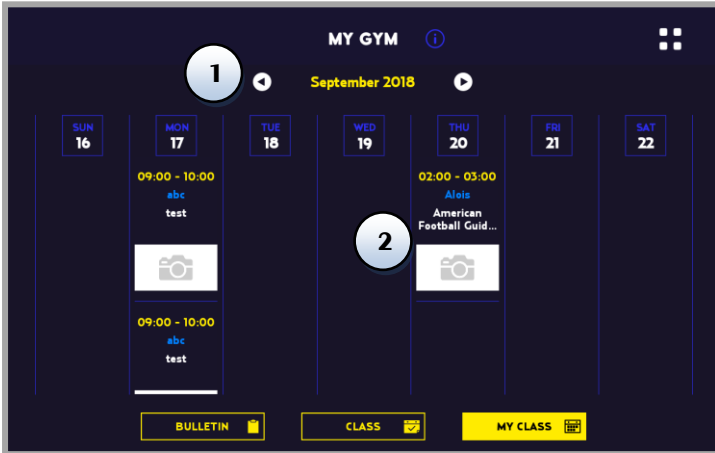 MY GYM
1
September 2018
SUN
16
MON
17
TUE
18
WED
19
THU
20
FRI
21
SAT
22
09:00 - 10:00
abc
test
02:00 - 03:00
Alois
American
Football Guid...
2
09:00 - 10:00
abc
test
BULLETIN
CLASS
MY CLASS